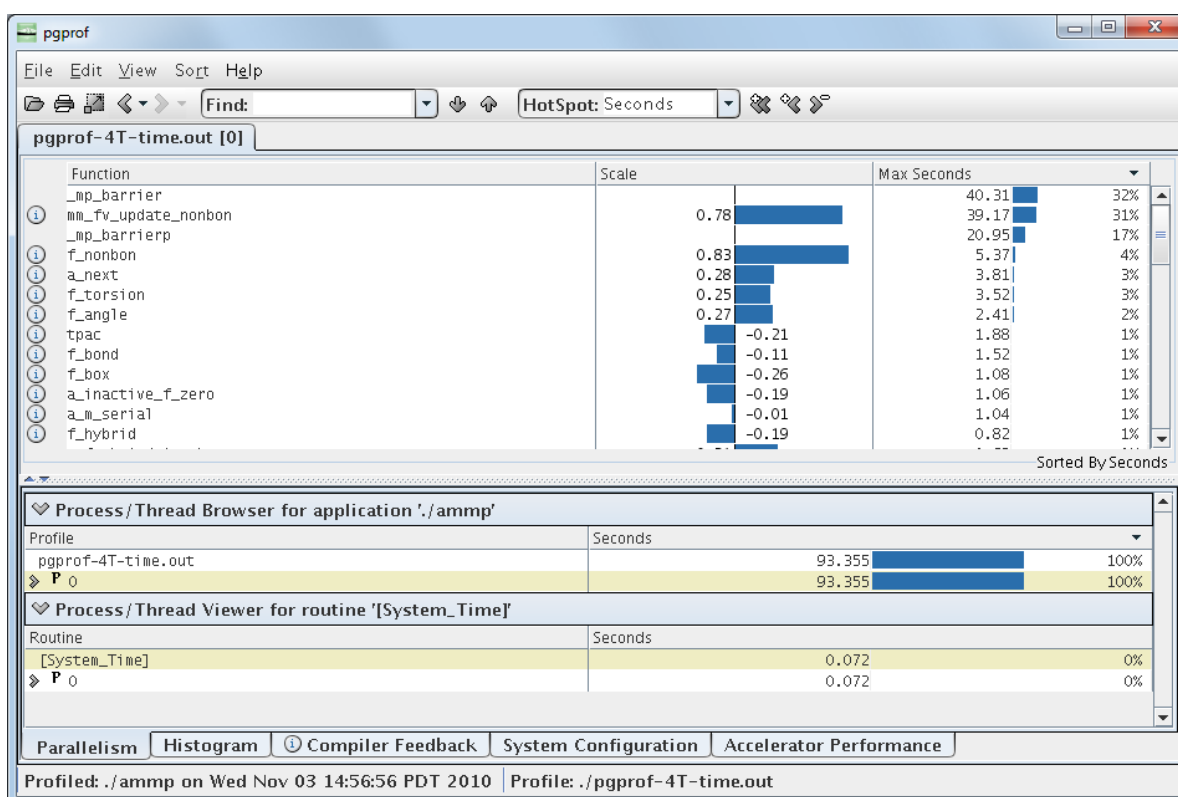 pgprof
File Edit View Sort Help
Find: HotSpot: Seconds
pgprof-4T-time.out [0]
Function Scale Max Seconds
_mp_barrier 40.31 32%
mm_fv_update_nonbon 0.78 39.17 31%
_mp_barrierp 20.95 17%
f_nonbon 0.83 5.37 4%
a_next 0.28 3.81 3%
f_torsion 0.25 3.52 3%
f_angle 0.27 2.41 2%
tpac -0.21 1.88 1%
f_bond -0.11 1.52 1%
f_box -0.26 1.08 1%
a_inactive_f_zero -0.19 1.06 1%
a_m_serial -0.01 1.04 1%
f_hybrid -0.19 0.82 1%
Sorted By Seconds
Process/Thread Browser for application './ammp'
Profile Seconds
pgprof-4T-time.out 93.355 100%
P 0 93.355 100%
Process/Thread Viewer for routine '[System_Time]'
Routine Seconds
[System_Time] 0.072 0%
P 0 0.072 0%
Parallelism Histogram Compiler Feedback System Configuration Accelerator Performance
Profiled: ./ammp on Wed Nov 03 14:56:56 PDT 2010 Profile: ./pgprof-4T-time.out